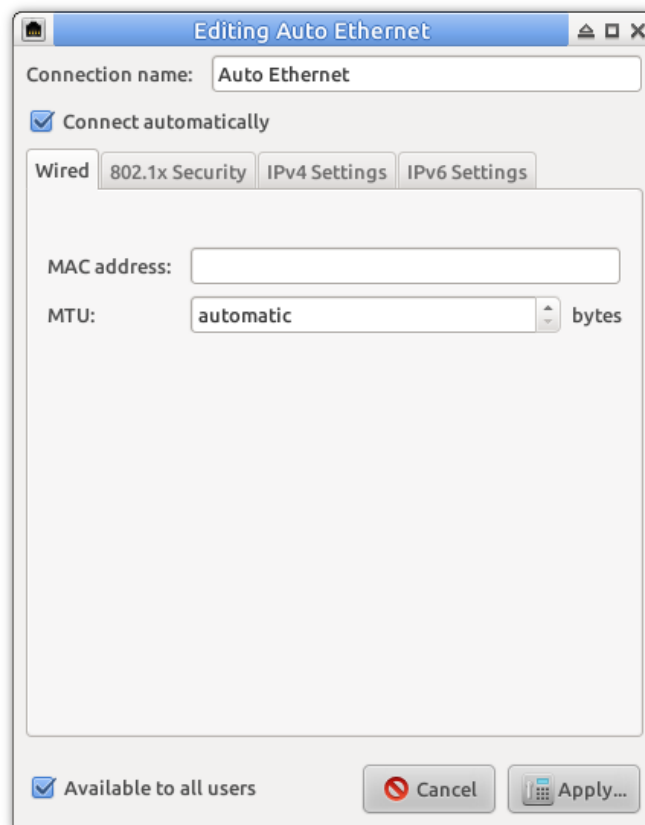 Editing Auto Ethernet
Connection name: Auto Ethernet
Connect automatically
Wired 802.1x Security IPv4 Settings IPv6 Settings
MAC address:
MTU: automatic bytes
Available to all users Cancel Apply...